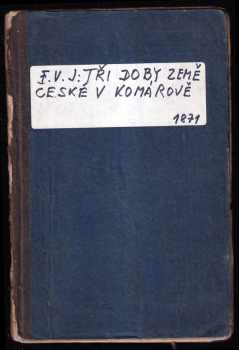 F.V.J: TŘI DOBY ZEMĚ
ČESKÉ V KOMÁROVĚ
1871